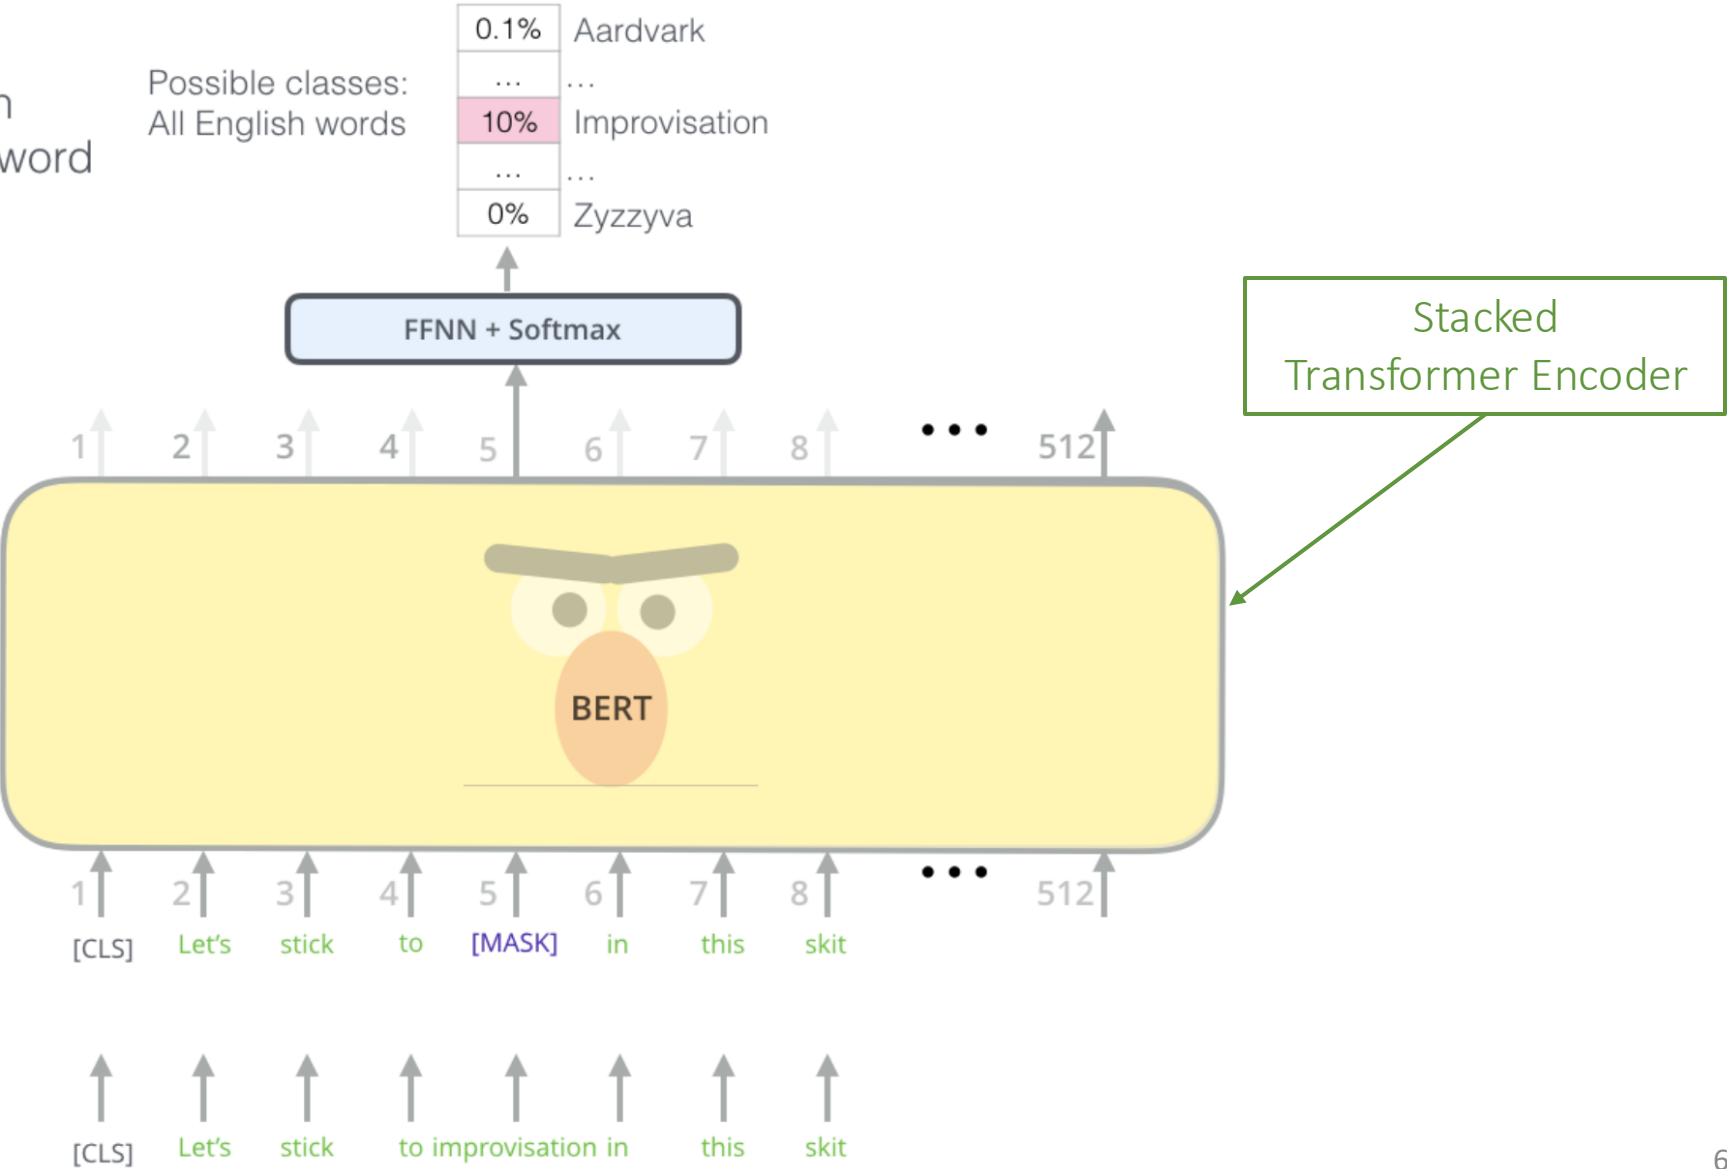 0.1% Aardvark
... ...
Possible classes:
All English words
10% Improvisation
word
... ...
0% Zyzzyva
FFNN + Softmax
Stacked
Transformer Encoder
1 2 3 4 5 6 7 8 ... 512
BERT
1 2 3 4 5 6 7 8 ... 512
[CLS] Let's stick to [MASK] in this skit
[CLS] Let's stick to improvisation in this skit
6